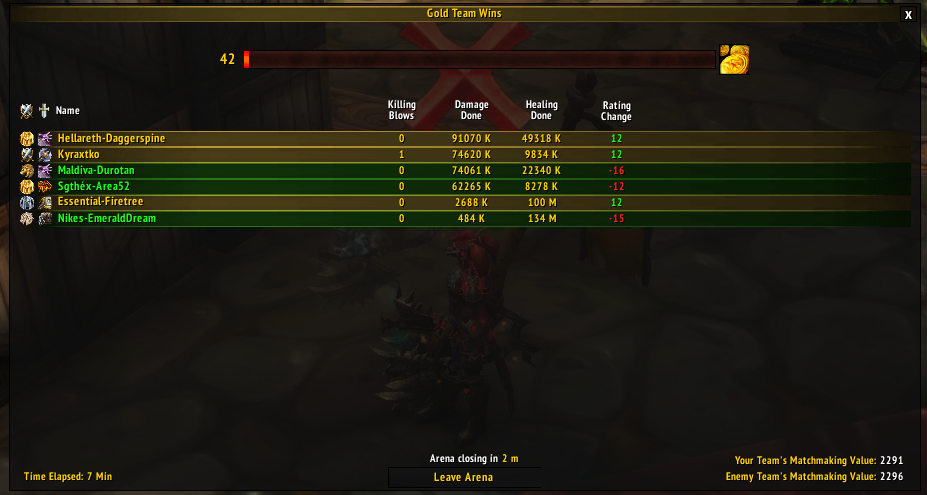 Gold Team Wins
X
42
Name Killing Blows Damage Done Healing Done Rating Change
Hellareth-Daggerspine 0 91070 K 49318 K 12
Kyraxtko 1 74620 K 9834 K 12
Maldiva-Durotan 0 74061 K 22340 K -16
Sgthéx-Area52 0 62265 K 8278 K -12
Essential-Firetree 0 2688 K 100 M 12
Nikes-EmeraldDream 0 484 K 134 M -15
Arena closing in 2 m
Your Team's Matchmaking Value: 2291
Time Elapsed: 7 Min
Leave Arena
Enemy Team's Matchmaking Value: 2296